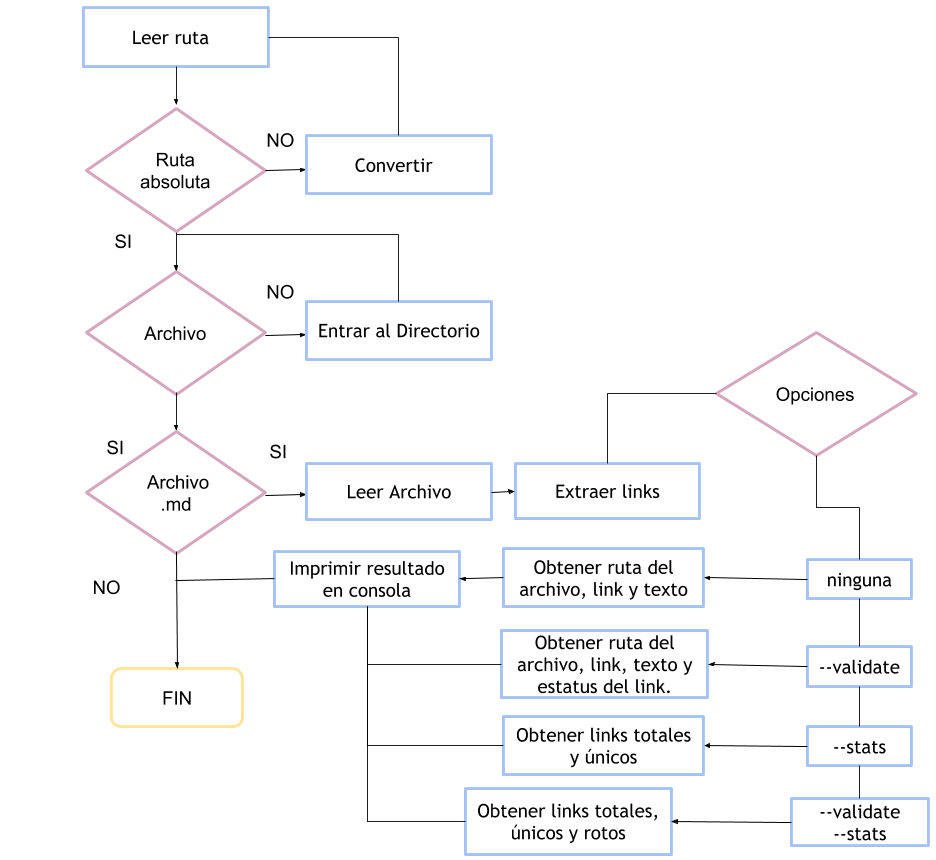 Leer ruta
Ruta
absoluta
NO
Convertir
SI
Archivo
NO
Entrar al Directorio
Opciones
SI
Archivo
.md
SI
Leer Archivo
Extraer links
NO
Imprimir resultado
en consola
Obtener ruta del
archivo, link y texto
ninguna
Obtener ruta del
archivo, link, texto y
estatus del link.
--validate
FIN
Obtener links totales
y únicos
--stats
Obtener links totales,
únicos y rotos
--validate
--stats